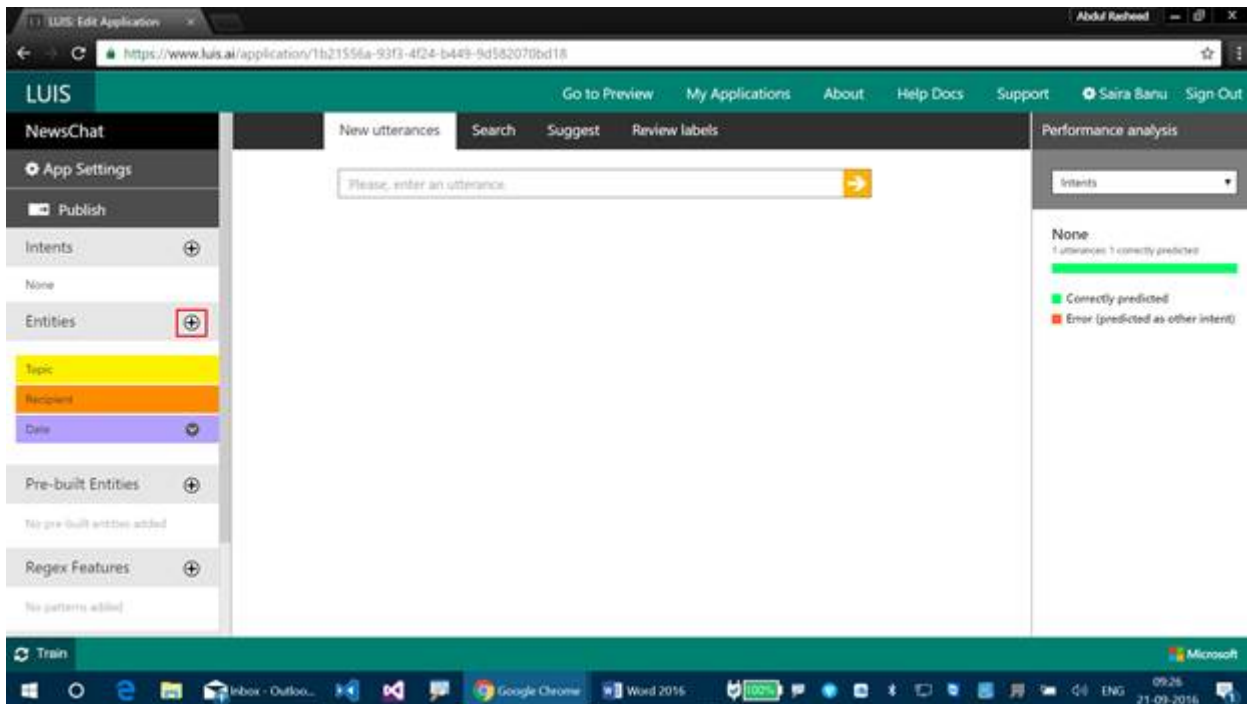 LUIS: Edit Application
Abdul Rasheed
https://www.luis.ai/application/1b21556a-93f3-4f24-b449-9d582070bd18
LUIS
Go to Preview My Applications About Help Docs Support Saira Banu Sign Out
NewsChat
New utterances Search Suggest Review labels
Performance analysis
App Settings
Please, enter an utterance
Intents
Publish
Intents
None
1 utterances: 1 correctly predicted
None
Correctly predicted
Entities
Error (predicted as other intent)
Topic
Recipient
Date
Pre-built Entities
No pre-built entities added
Regex Features
No patterns added
Train
Microsoft
Inbox - Outloo... Google Chrome Word 2016 100% ENG 09:26
21-09-2016